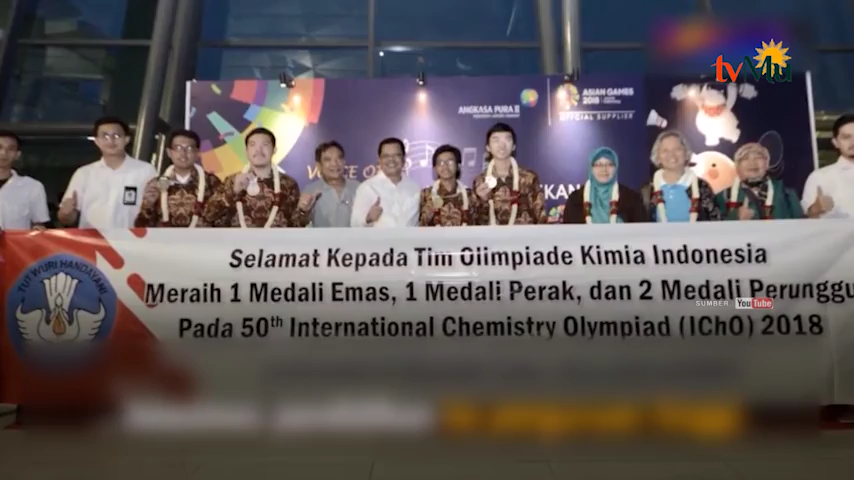 tvMu
ANGKASA PURA II
ASIAN GAMES
2018
OFFICIAL SUPPLIER
VOICE OF
TUT WURI HANDAYANI
Selamat Kepada Tim Olimpiade Kimia Indonesia
Meraih 1 Medali Emas, 1 Medali Perak, dan 2 Medali Perunggu
Pada 50th International Chemistry Olympiad (IChO) 2018
SUMBER : YouTube